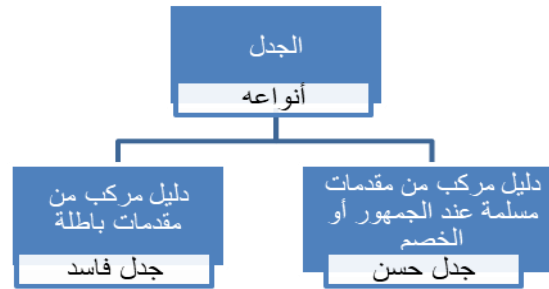 الجدل
أنواعه
دليل مركب من مقدمات
مسلمة عند الجمهور أو
الخصم
جدل حسن
دليل مركب من
مقدمات باطلة
جدل فاسد